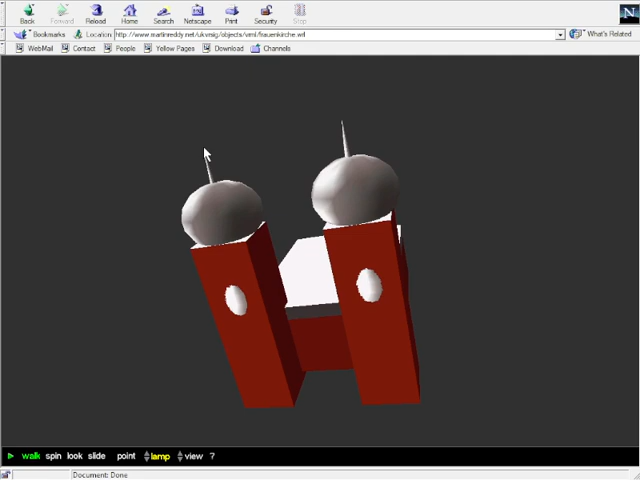 Back Forward Reload Home Search Netscape Print Security Stop
N
Bookmarks Location: http://www.martinreddy.net/ukvrsig/objects/vrml/frauenkirche.wrl What's Related
WebMail Contact People Yellow Pages Download Channels
walk spin look slide point lamp view ?
Document: Done